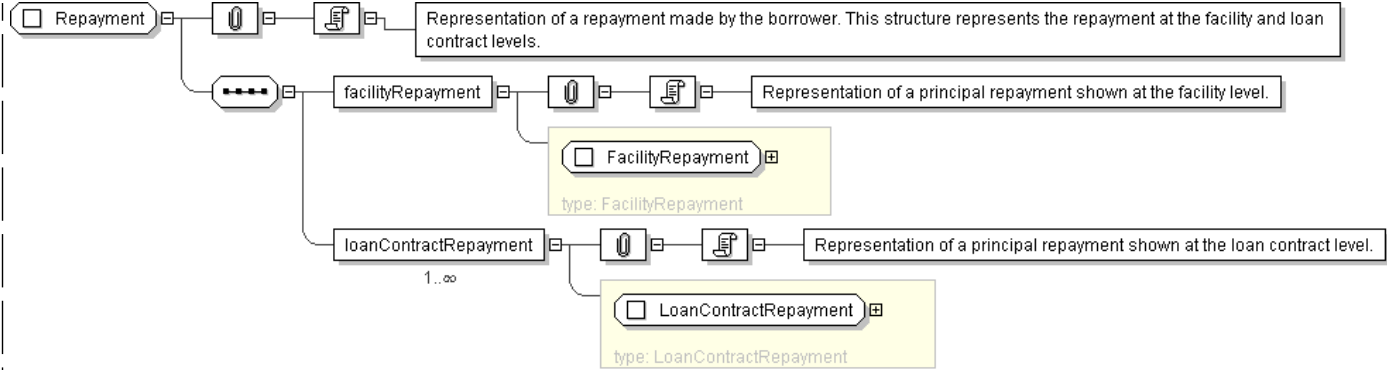 Repayment
Representation of a repayment made by the borrower. This structure represents the repayment at the facility and loan
contract levels.
facilityRepayment
Representation of a principal repayment shown at the facility level.
FacilityRepayment
type: FacilityRepayment
loanContractRepayment
Representation of a principal repayment shown at the loan contract level.
1..∞
LoanContractRepayment
type: LoanContractRepayment